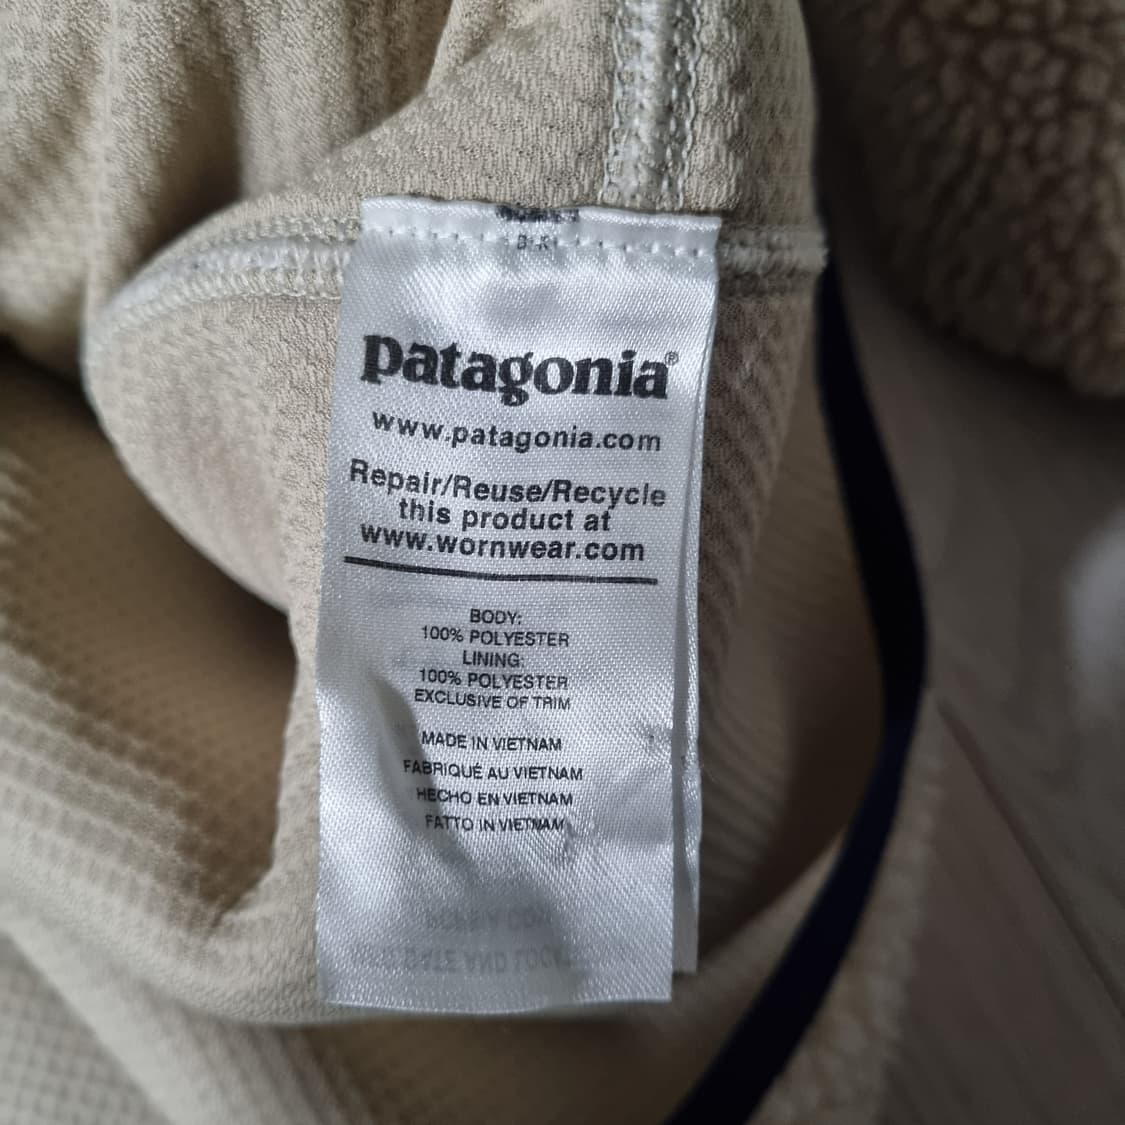 patagonia®
www.patagonia.com
Repair/Reuse/Recycle
this product at
www.wornwear.com
BODY:
100% POLYESTER
LINING:
100% POLYESTER
EXCLUSIVE OF TRIM
MADE IN VIETNAM
FABRIQUÉ AU VIETNAM
HECHO EN VIETNAM
FATTO IN VIETNAM